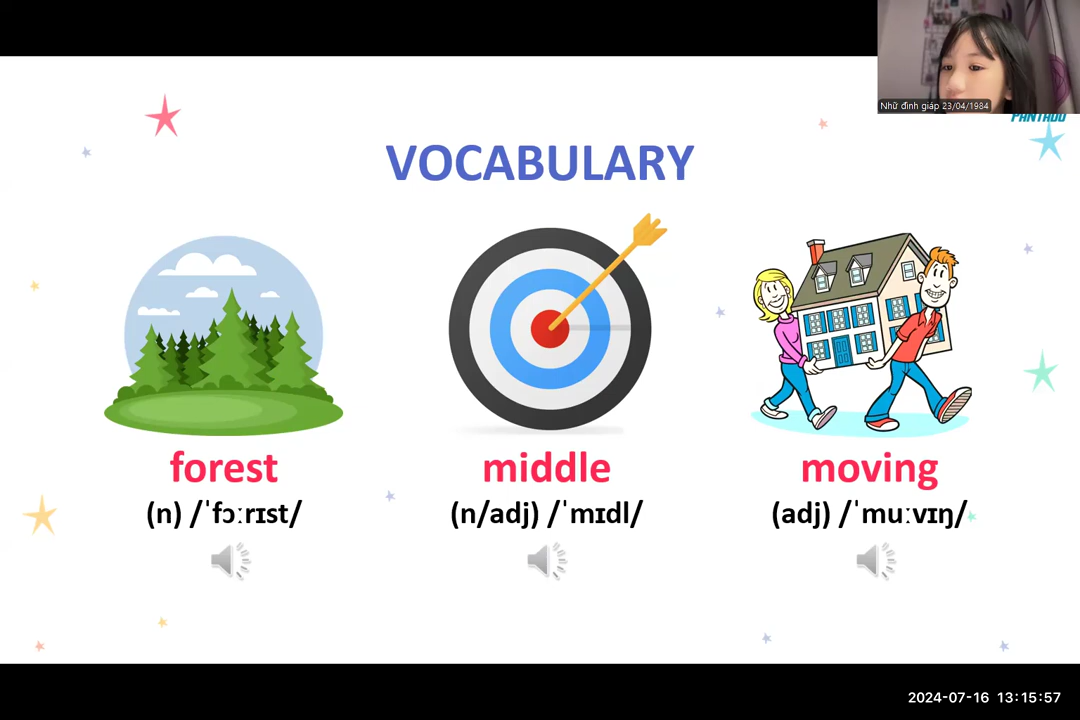 Nhữ đình giáp 23/04/1984
PANTADO
VOCABULARY
forest
middle
moving
(n) /ˈfɔːrɪst/
(n/adj) /ˈmɪdl/
(adj) /ˈmuːvɪŋ/
2024-07-16 13:15:57